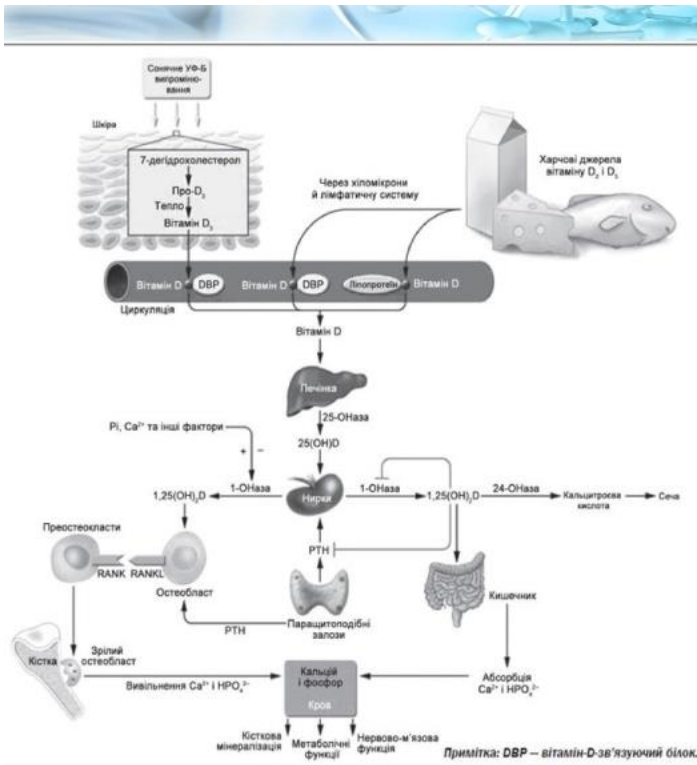 Сонячне УФ-Б
випроміню-
вання
Шкіра
7-дегідрохолестерол
Про-D₃
Тепло
Вітамін D₃
Через хіломікрони
й лімфатичну систему
Харчові джерела
вітаміну D₂ і D₃
Вітамін D
DBP
Вітамін D
DBP
Ліпопротеїн
Вітамін D
Циркуляція
Вітамін D
Печінка
25-ОНаза
25(OH)D
Рі, Ca²⁺ та інші фактори
+ –
1-ОНаза
Нирки
1-ОНаза
1,25(OH)₂D
1,25(OH)₂D
24-ОНаза
Кальцитроєва
кислота
Сеча
Преостеокласти
RANK
RANKL
Остеобласт
PTH
PTH
Паращитоподібні
залози
Кишечник
Кістка
Зрілий
остеобласт
Вивільнення Ca²⁺ і HPO₄²⁻
Кальцій
і фосфор
Кров
Абсорбція
Ca²⁺ і HPO₄²⁻
Кісткова
мінералізація
Метаболічні
функції
Нервово-м'язова
функція
Примітка: DBP — вітамін-D-зв'язуючий білок.